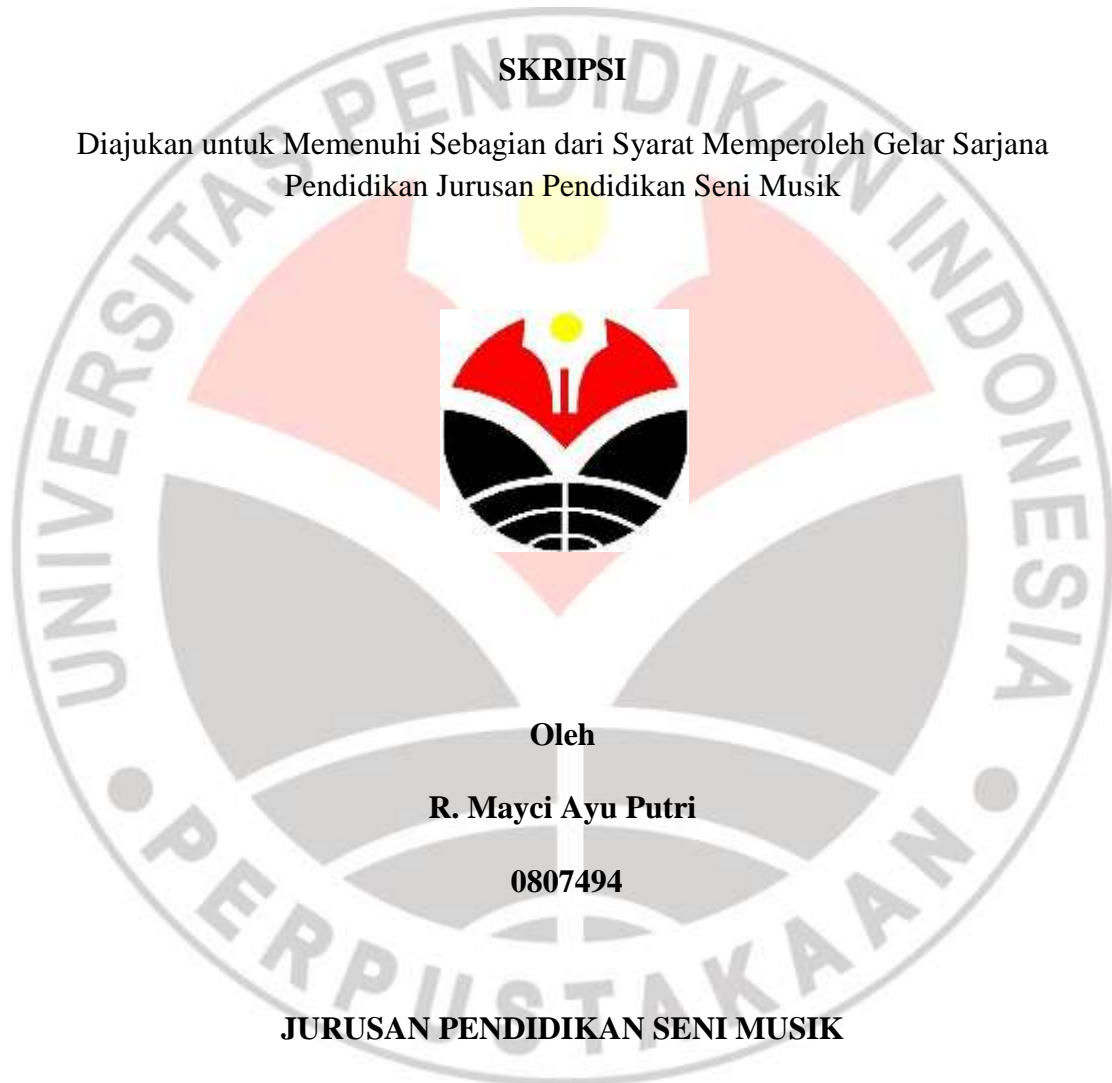 SKRIPSI
Diajukan untuk Memenuhi Sebagian dari Syarat Memperoleh Gelar Sarjana
Pendidikan Jurusan Pendidikan Seni Musik
Oleh
R. Mayci Ayu Putri
0807494
JURUSAN PENDIDIKAN SENI MUSIK
UNIVERSITAS PENDIDIKAN INDONESIA
PERPUSTAKAAN